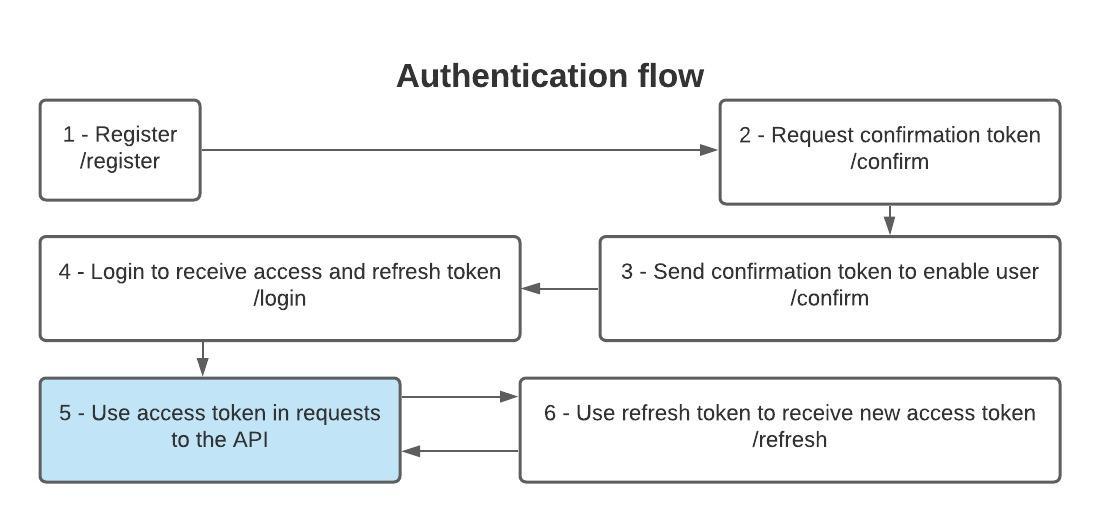 Authentication flow
1 - Register
/register
2 - Request confirmation token
/confirm
3 - Send confirmation token to enable user
/confirm
4 - Login to receive access and refresh token
/login
5 - Use access token in requests
to the API
6 - Use refresh token to receive new access token
/refresh